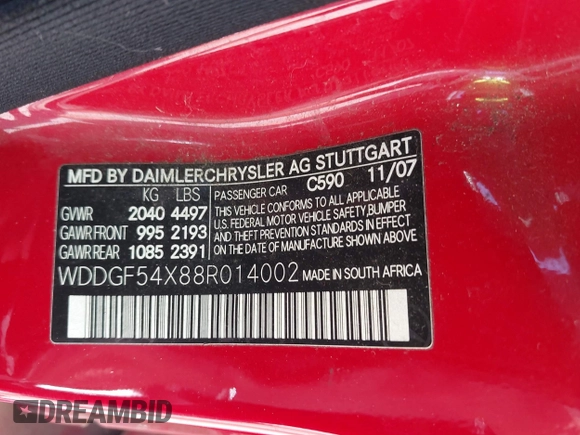 MFD BY DAIMLERCHRYSLER AG STUTTGART
KG LBS PASSENGER CAR C590 11/07
GVWR 2040 4497 THIS VEHICLE CONFORMS TO ALL APPLICABLE
GAWR FRONT 995 2193 U.S. FEDERAL MOTOR VEHICLE SAFETY, BUMPER
GAWR REAR 1085 2391 AND THEFT PREVENTION STANDARDS IN EFFECT
ON THE DATE OF MANUFACTURE SHOWN ABOVE.
WDDGF54X88R014002 MADE IN SOUTH AFRICA
DREAMBID